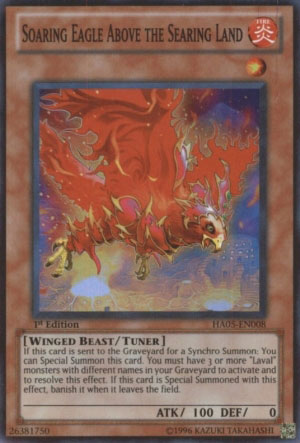 SOARING EAGLE ABOVE THE SEARING LAND
FIRE
炎
1st Edition
HA05-EN008
[WINGED BEAST/TUNER]
If this card is sent to the Graveyard for a Synchro Summon: You
can Special Summon this card. You must have 3 or more "Laval"
monsters with different names in your Graveyard to activate and
to resolve this effect. If this card is Special Summoned with this
effect, banish it when it leaves the field.
ATK/ 100 DEF/ 0
26381750
©1996 KAZUKI TAKAHASHI